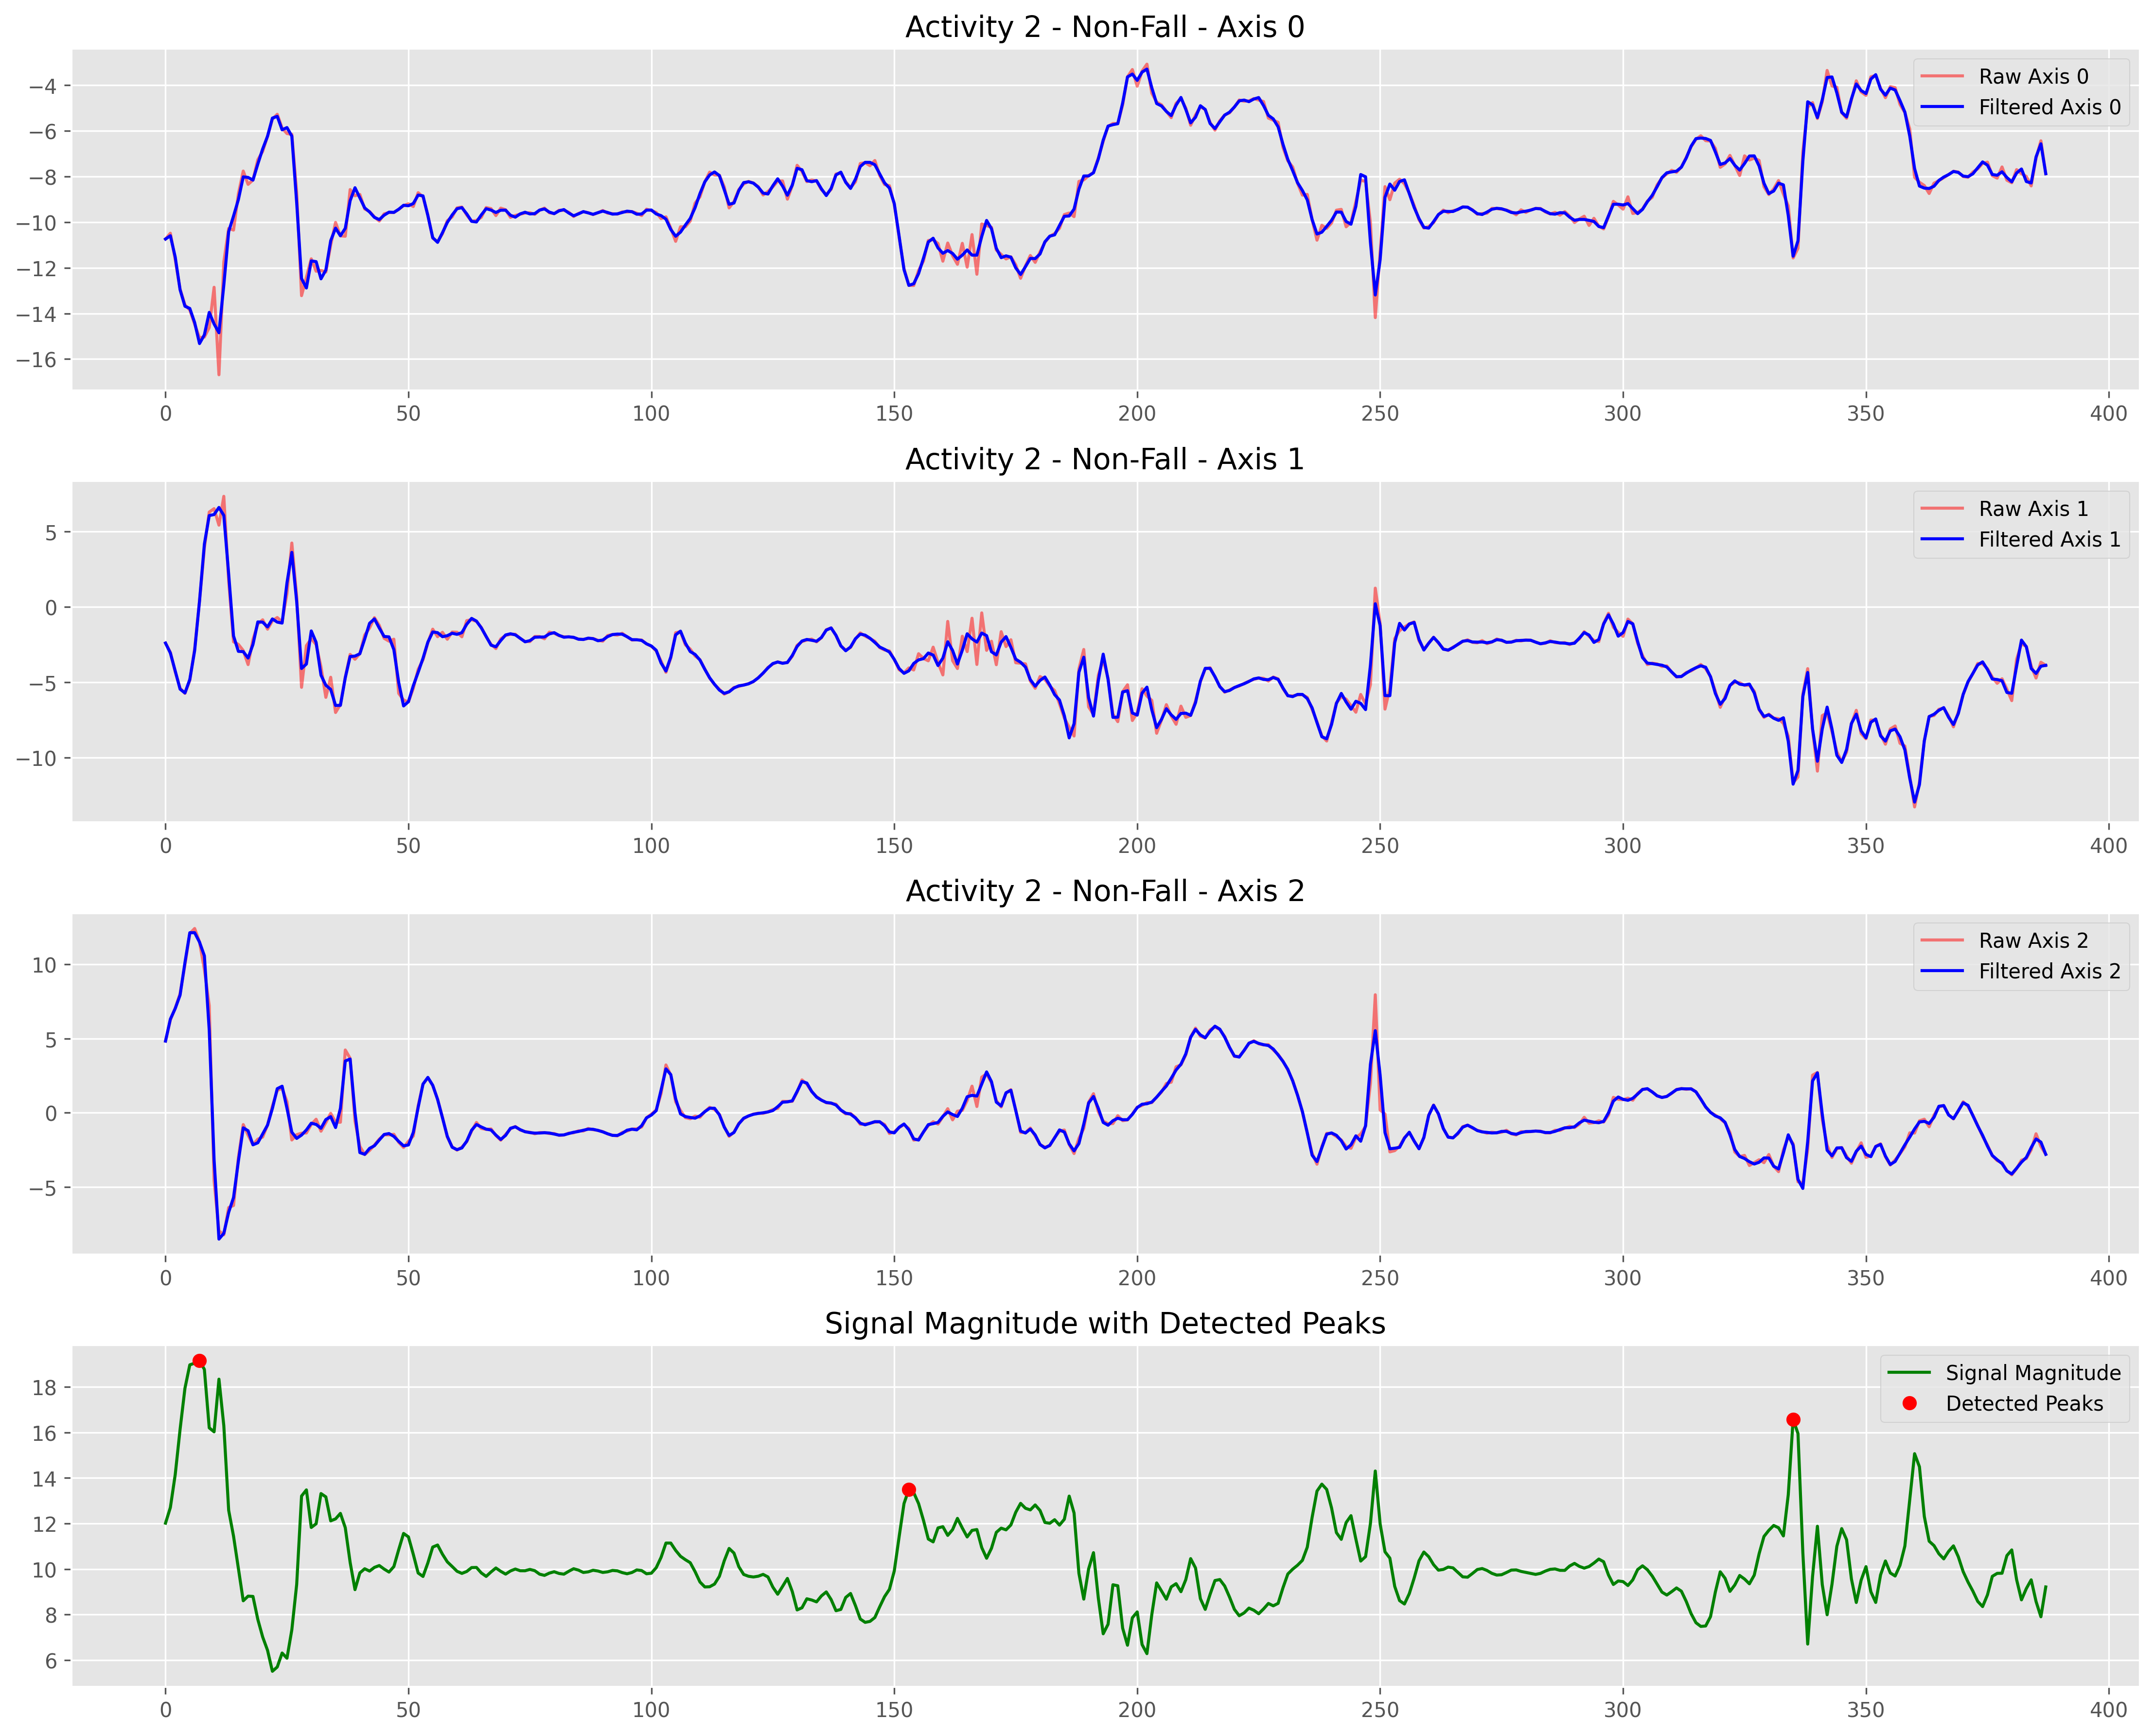 Activity 2 - Non-Fall - Axis 0
Raw Axis 0
Filtered Axis 0
−4
−6
−8
−10
−12
−14
−16
0 50 100 150 200 250 300 350 400
Activity 2 - Non-Fall - Axis 1
Raw Axis 1
Filtered Axis 1
5
0
−5
−10
0 50 100 150 200 250 300 350 400
Activity 2 - Non-Fall - Axis 2
Raw Axis 2
Filtered Axis 2
10
5
0
−5
0 50 100 150 200 250 300 350 400
Signal Magnitude with Detected Peaks
Signal Magnitude
Detected Peaks
18
16
14
12
10
8
6
0 50 100 150 200 250 300 350 400